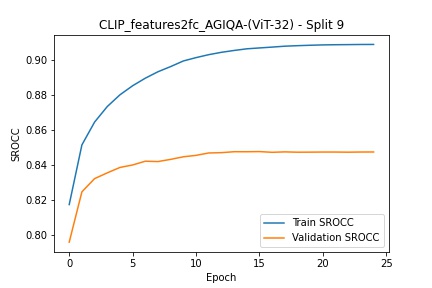 CLIP_features2fc_AGIQA-(ViT-32) - Split 9
SROCC
0.90
0.88
0.86
0.84
0.82
0.80
0
5
10
15
20
25
Epoch
Train SROCC
Validation SROCC